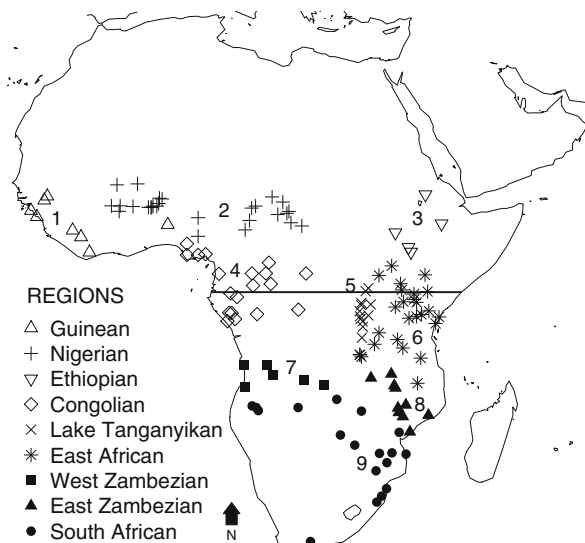 1
2
3
4
5
6
7
8
9
REGIONS
Guinean
Nigerian
Ethiopian
Congolian
Lake Tanganyikan
East African
West Zambezian
East Zambezian
South African
N